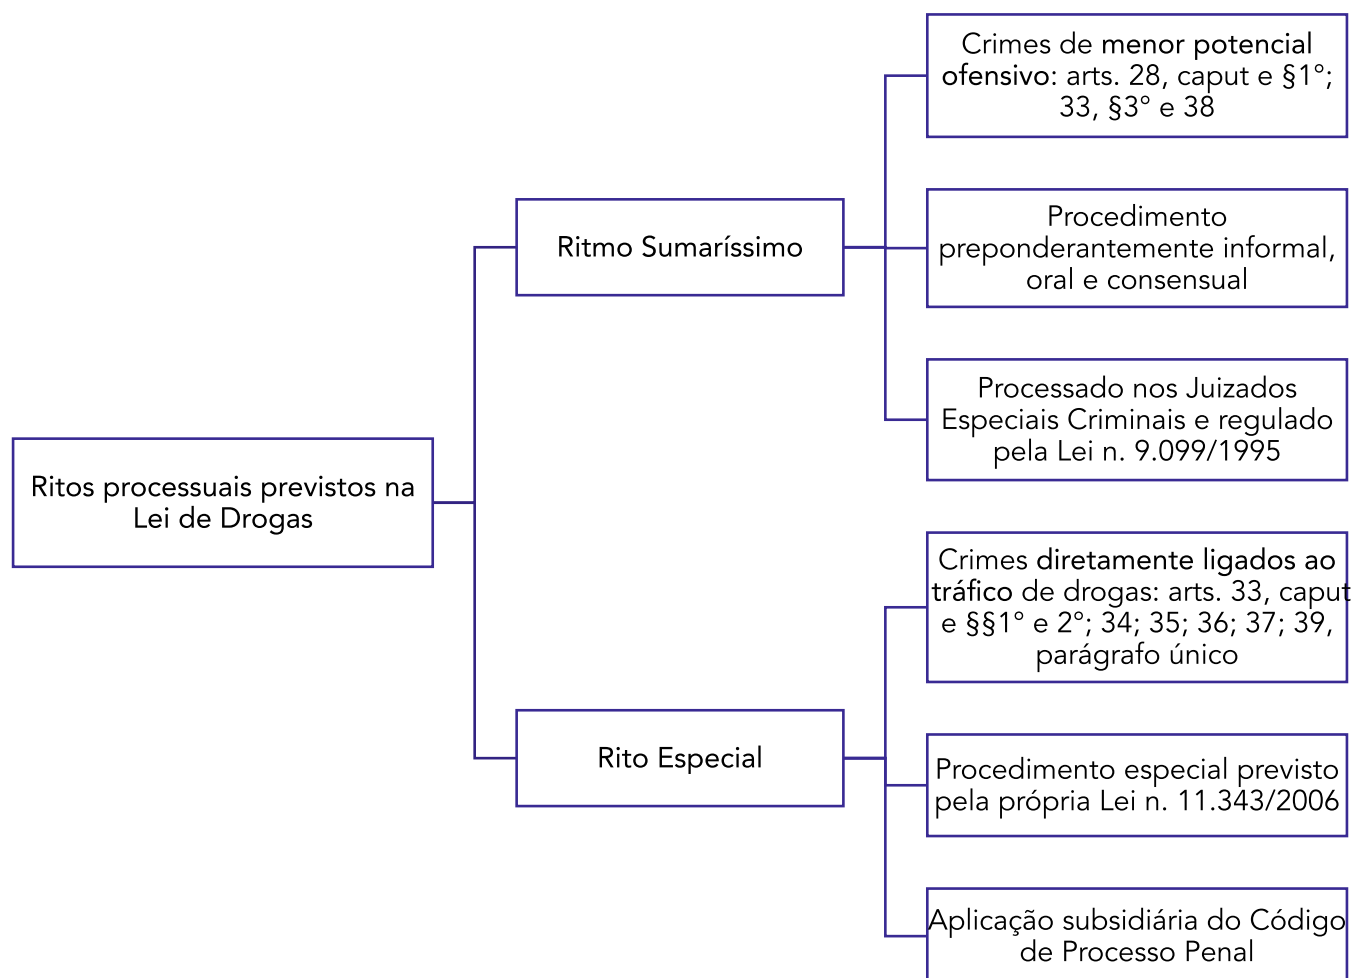 Ritos processuais previstos na
Lei de Drogas
Ritmo Sumaríssimo
Crimes de menor potencial
ofensivo: arts. 28, caput e §1°;
33, §3° e 38
Procedimento
preponderantemente informal,
oral e consensual
Processado nos Juizados
Especiais Criminais e regulado
pela Lei n. 9.099/1995
Rito Especial
Crimes diretamente ligados ao
tráfico de drogas: arts. 33, caput
e §§1° e 2°; 34; 35; 36; 37; 39,
parágrafo único
Procedimento especial previsto
pela própria Lei n. 11.343/2006
Aplicação subsidiária do Código
de Processo Penal